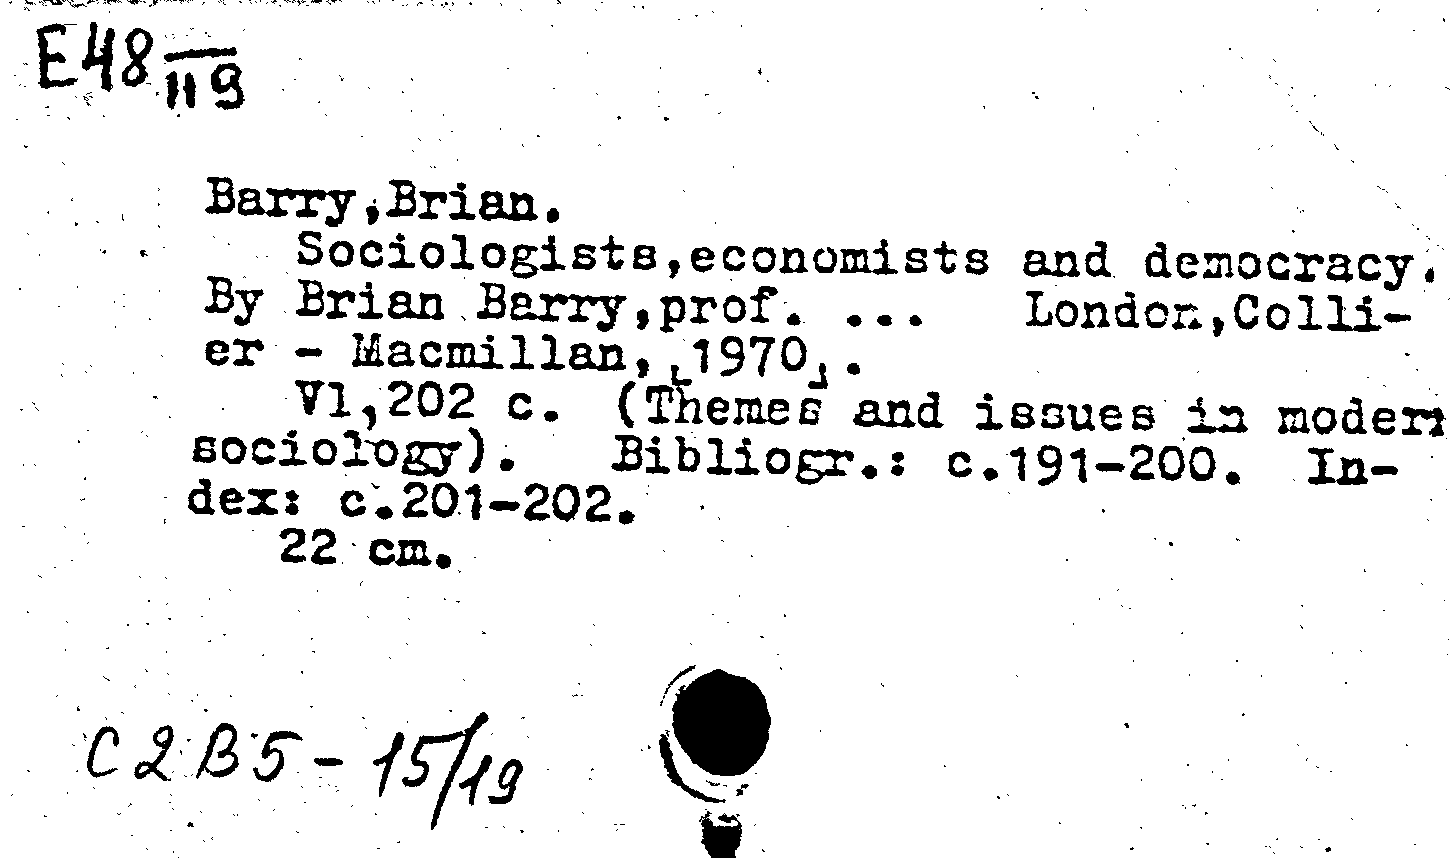 E48 —
119
Barry,Brian.
Sociologists,economists and democracy.
By Brian Barry,prof. ... London,Colli-
er - Macmillan,[1970].
V1,202 c. (Themes and issues in modern
sociology). Bibliogr.: c.191-200. In-
dex: c.201-202.
22 cm.
C2B5-15/19